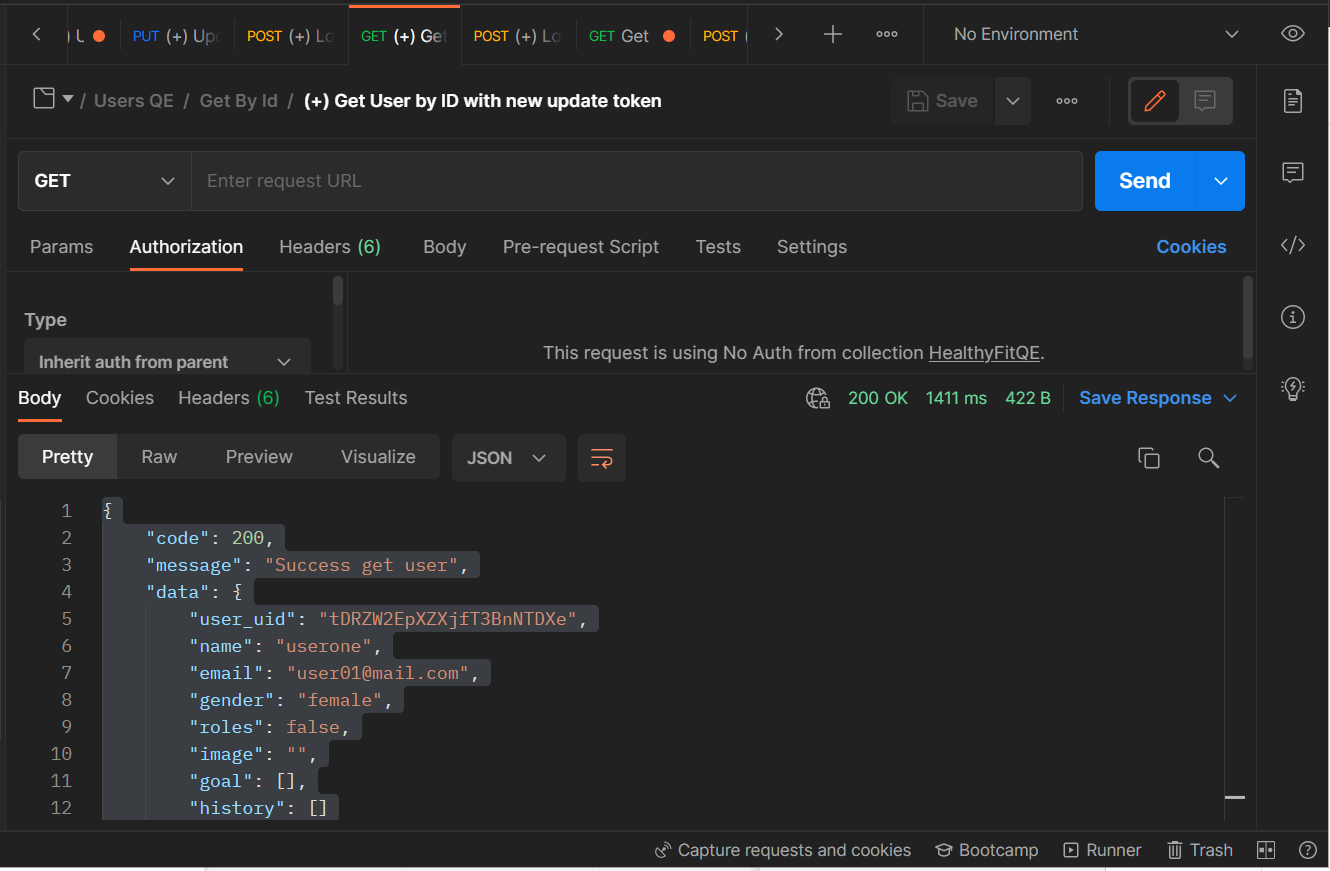 ) U PUT (+) Upd POST (+) Lo GET (+) Get POST (+) Lo GET Get POST ( No Environment
/ Users QE / Get By Id / (+) Get User by ID with new update token Save
GET Enter request URL Send
Params Authorization Headers (6) Body Pre-request Script Tests Settings Cookies
Type
Inherit auth from parent
This request is using No Auth from collection HealthyFitQE.
Body Cookies Headers (6) Test Results 200 OK 1411 ms 422 B Save Response
Pretty Raw Preview Visualize JSON
1 {
2 "code": 200,
3 "message": "Success get user",
4 "data": {
5 "user_uid": "tDRZW2EpXZXjfT3BnNTDXe",
6 "name": "userone",
7 "email": "user01@mail.com",
8 "gender": "female",
9 "roles": false,
10 "image": "",
11 "goal": [],
12 "history": []
Capture requests and cookies Bootcamp Runner Trash